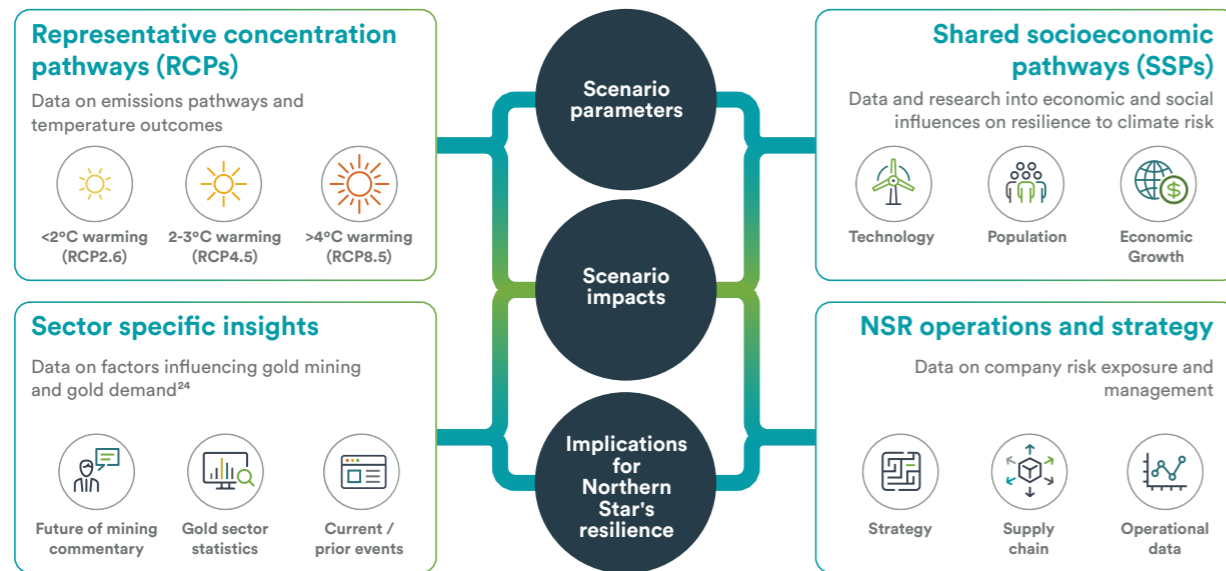 Representative concentration
pathways (RCPs)
Data on emissions pathways and
temperature outcomes
<2°C warming
(RCP2.6)
2-3°C warming
(RCP4.5)
>4°C warming
(RCP8.5)
Scenario
parameters
Shared socioeconomic
pathways (SSPs)
Data and research into economic and social
influences on resilience to climate risk
Technology
Population
Economic
Growth
$
Scenario
impacts
Sector specific insights
Data on factors influencing gold mining
and gold demand²⁴
Future of mining
commentary
Gold sector
statistics
Current /
prior events
Implications for
Northern
Star's
resilience
NSR operations and strategy
Data on company risk exposure and
management
Strategy
Supply
chain
Operational
data